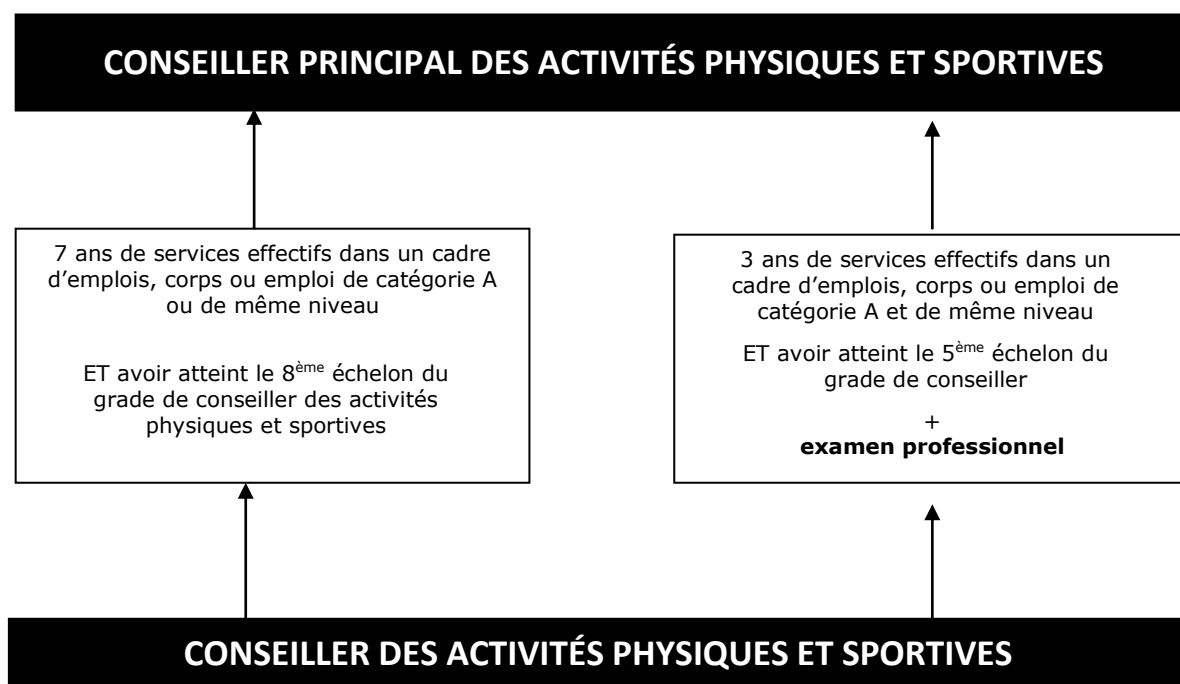 CONSEILLER PRINCIPAL DES ACTIVITÉS PHYSIQUES ET SPORTIVES
7 ans de services effectifs dans un cadre
d’emplois, corps ou emploi de catégorie A
ou de même niveau
ET avoir atteint le 8ème échelon du
grade de conseiller des activités
physiques et sportives
3 ans de services effectifs dans un
cadre d’emplois, corps ou emploi de
catégorie A et de même niveau
ET avoir atteint le 5ème échelon du
grade de conseiller
+
examen professionnel
CONSEILLER DES ACTIVITÉS PHYSIQUES ET SPORTIVES